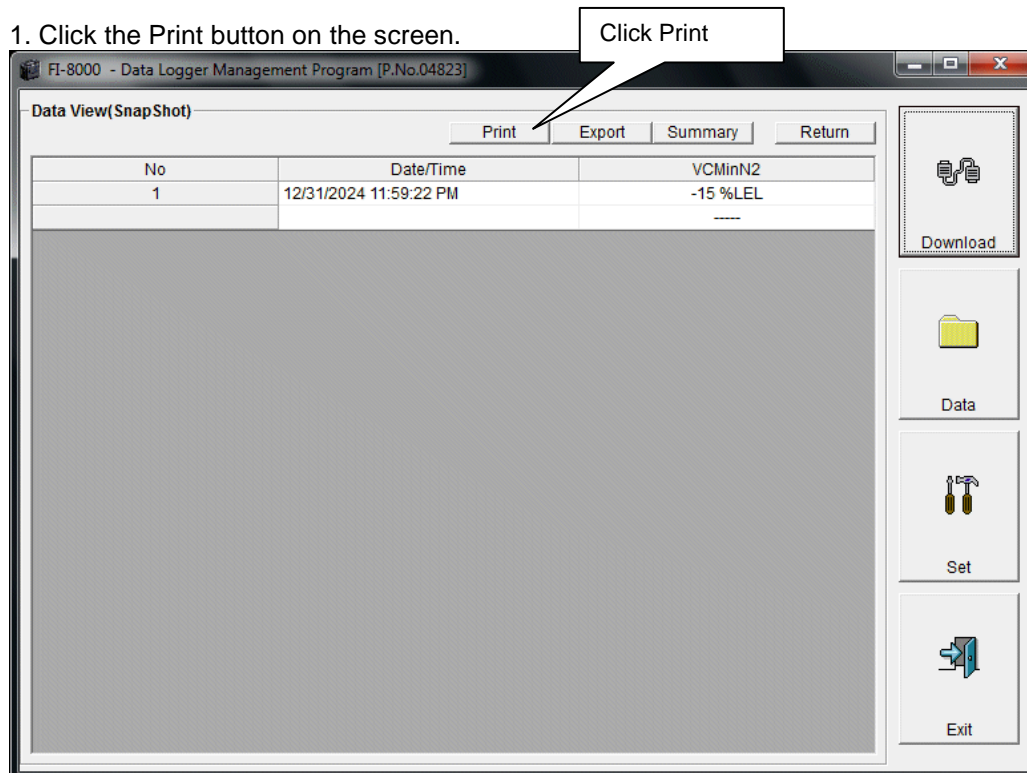 1. Click the Print button on the screen.
Click Print
FI-8000 - Data Logger Management Program [P.No.04823]
Data View(SnapShot)
Print Export Summary Return
No Date/Time VCMinN2
1 12/31/2024 11:59:22 PM -15 %LEL
-----
Download
Data
Set
Exit